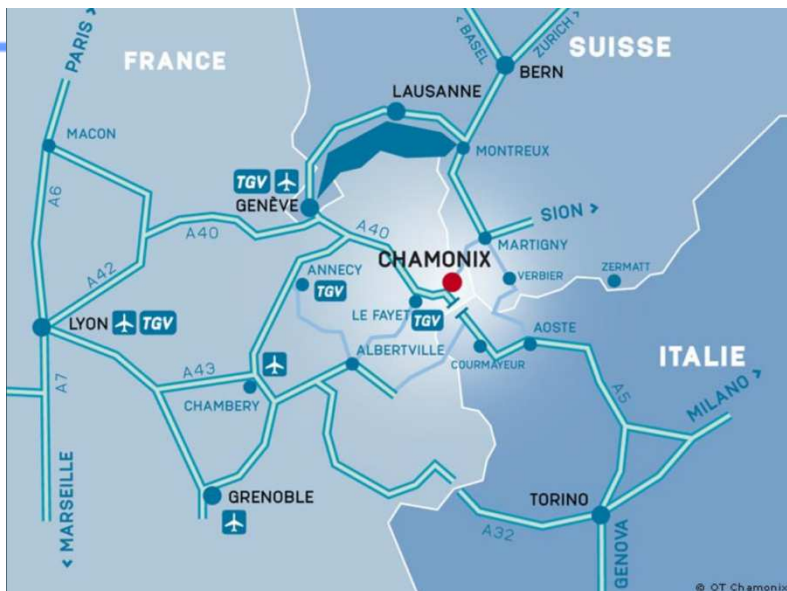 PARIS >
FRANCE
< BASEL
ZURICH >
SUISSE
BERN
LAUSANNE
MACON
MONTREUX
TGV
GENÈVE
A6
A40
A40
SION >
MARTIGNY
CHAMONIX
A42
ANNECY
TGV
VERBIER
ZERMATT
LE FAYET
TGV
LYON TGV
AOSTE
ALBERTVILLE
COURMAYEUR
ITALIE
A43
A7
CHAMBERY
A5
MILANO >
< MARSEILLE
GRENOBLE
TORINO
A32
GENOVA
© OT Chamonix